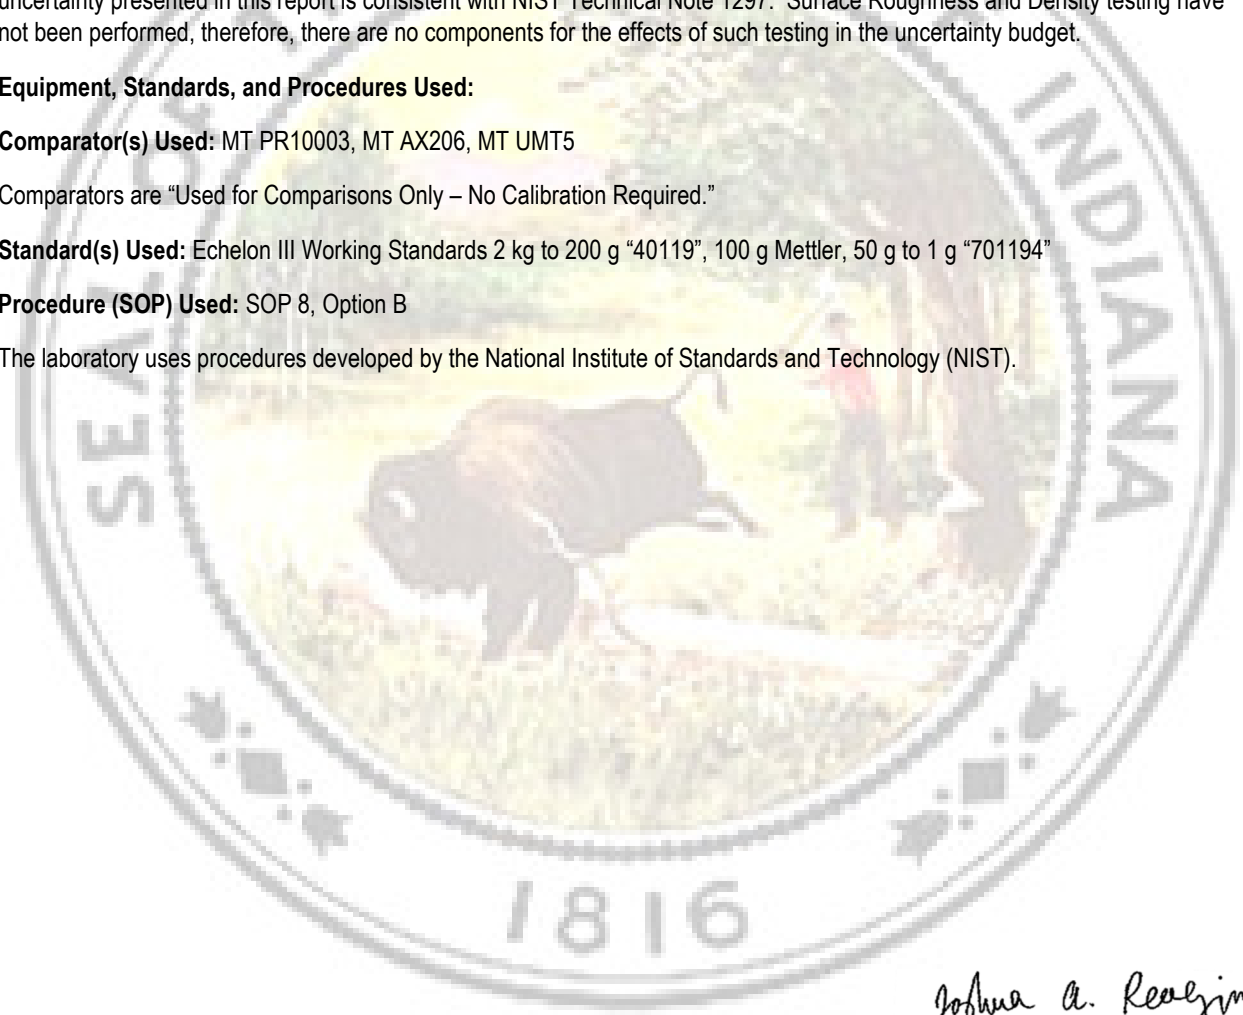 uncertainty presented in this report is consistent with NIST Technical Note 1297. Surface Roughness and Density testing have
not been performed, therefore, there are no components for the effects of such testing in the uncertainty budget.
Equipment, Standards, and Procedures Used:
Comparator(s) Used: MT PR10003, MT AX206, MT UMT5
Comparators are “Used for Comparisons Only – No Calibration Required.”
Standard(s) Used: Echelon III Working Standards 2 kg to 200 g “40119”, 100 g Mettler, 50 g to 1 g “701194”
Procedure (SOP) Used: SOP 8, Option B
The laboratory uses procedures developed by the National Institute of Standards and Technology (NIST).
SEAL OF
INDIANA
1816
Joshua A.